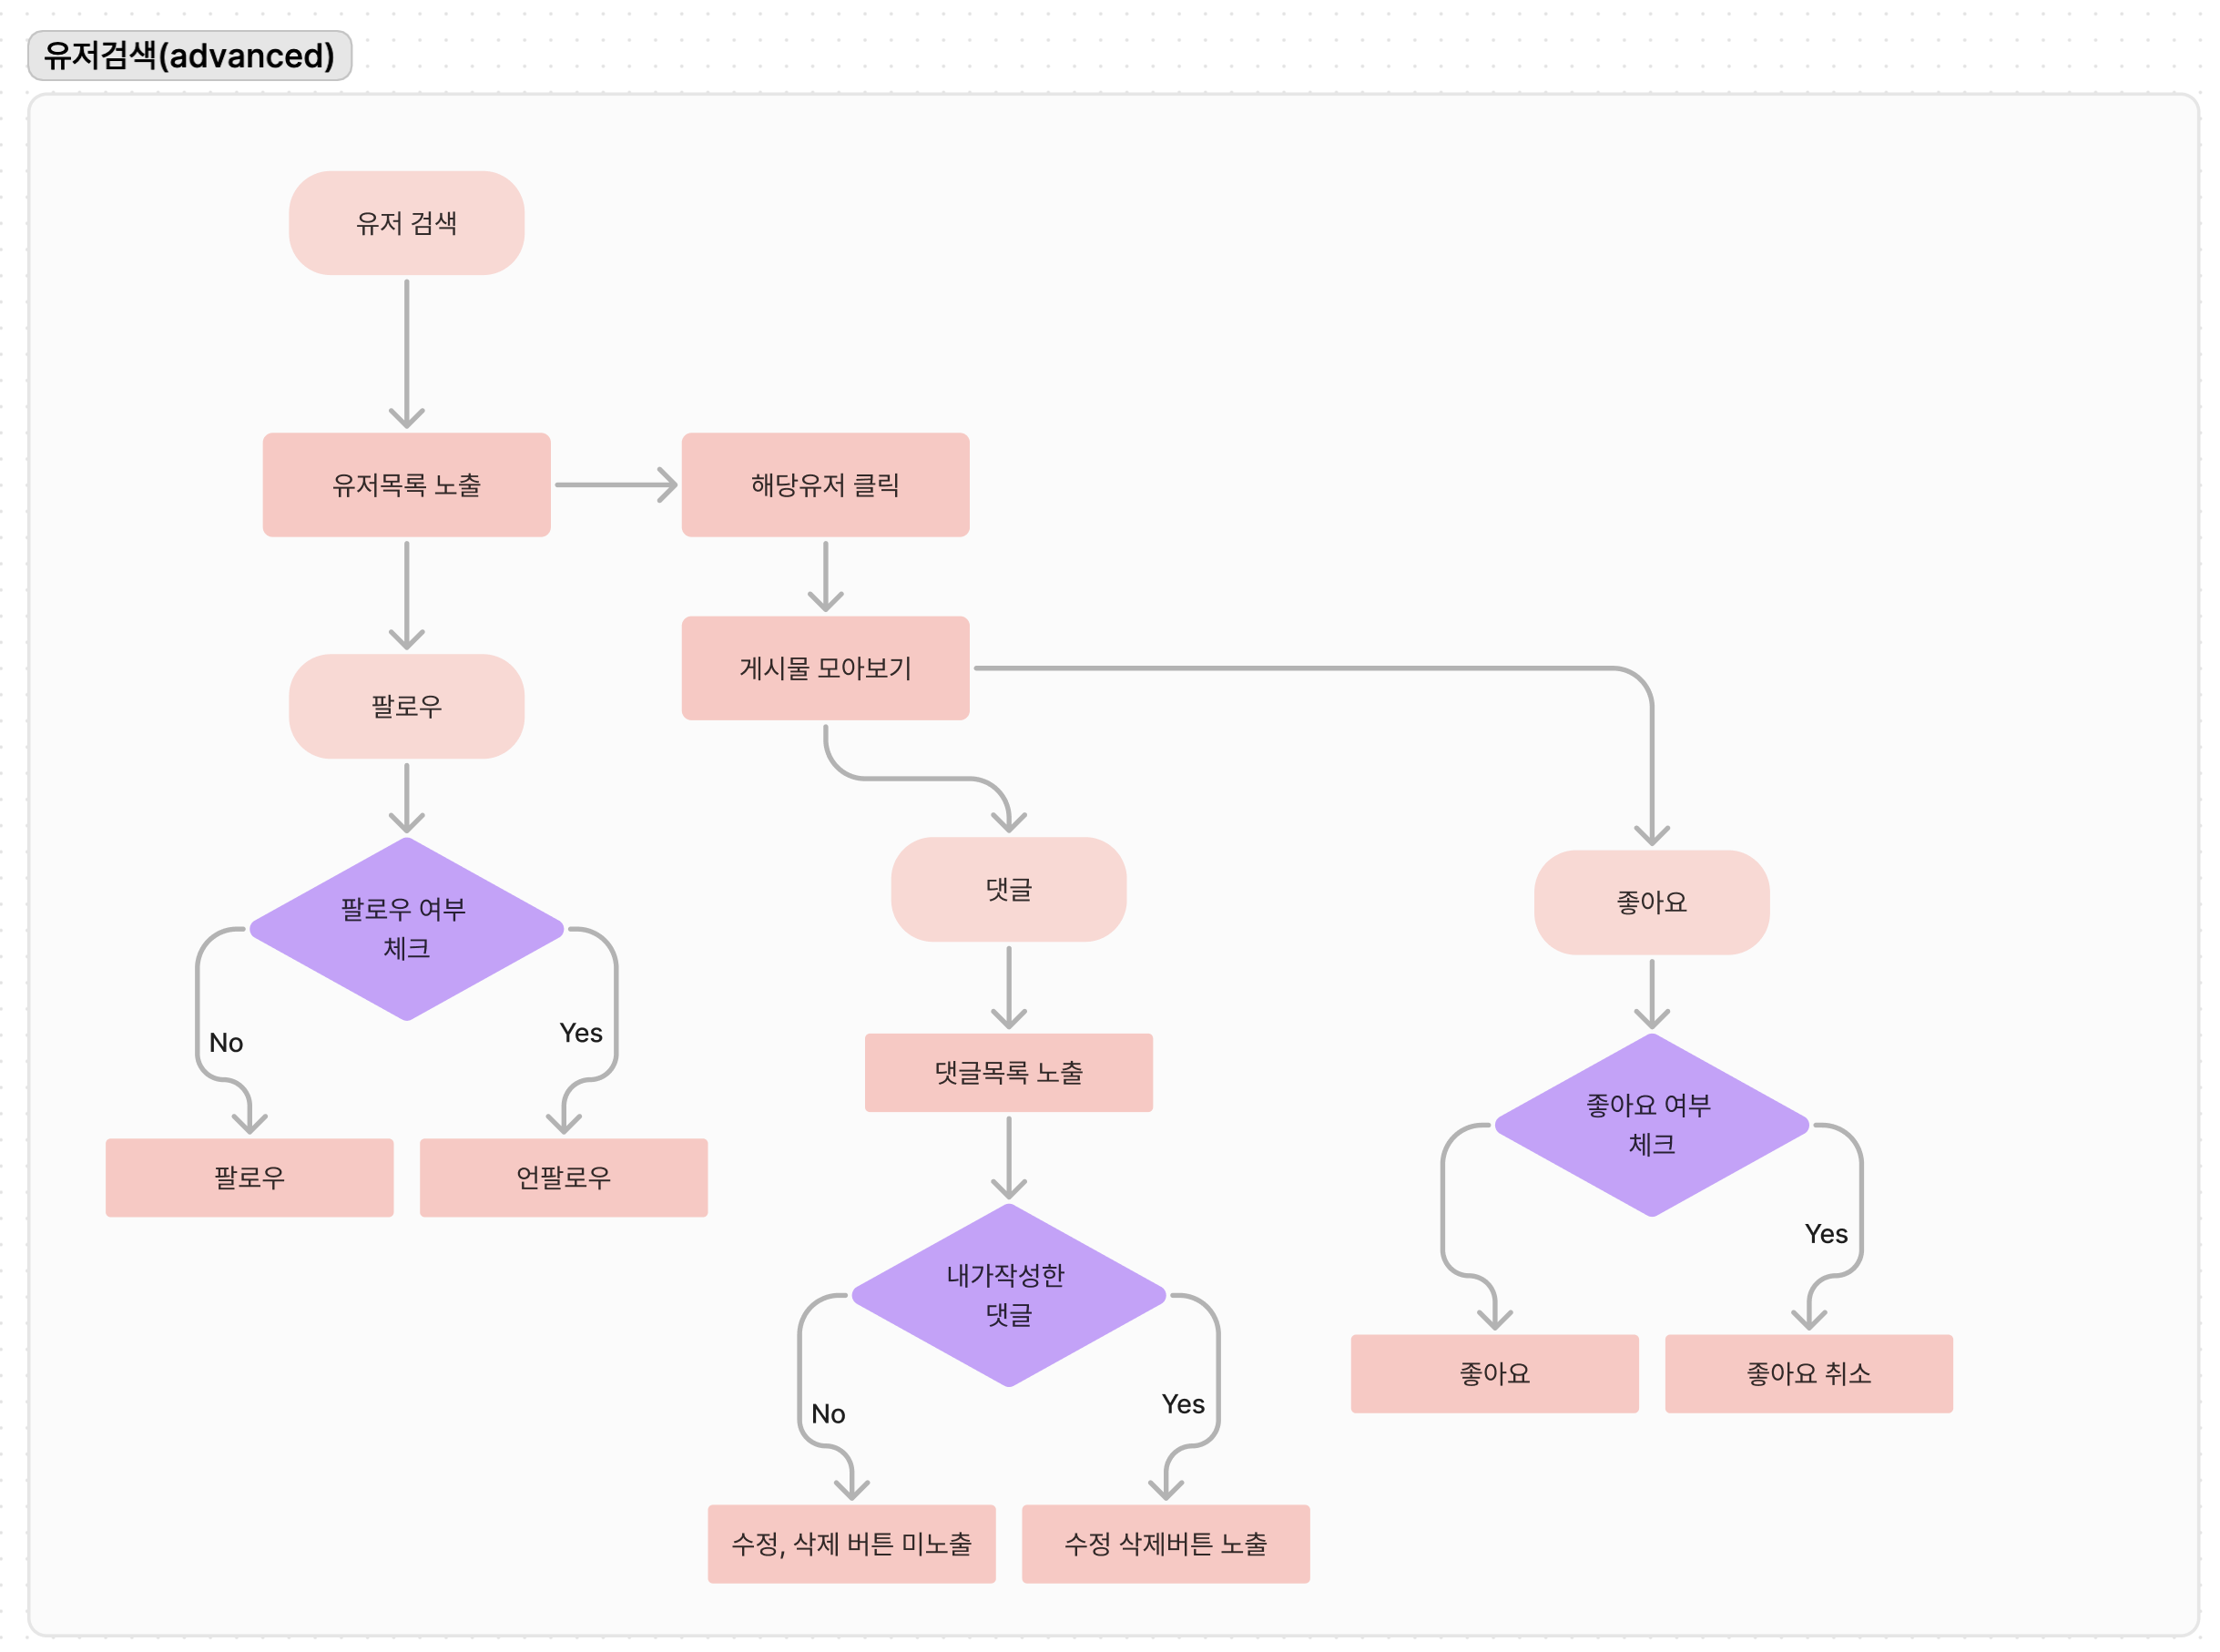 유저검색(advanced)
유저 검색
유저목록 노출
해당유저 클릭
게시물 모아보기
팔로우
댓글
좋아요
팔로우 여부
체크
No
Yes
댓글목록 노출
좋아요 여부
체크
팔로우
언팔로우
Yes
내가작성한
댓글
좋아요
좋아요 취소
No
Yes
수정, 삭제 버튼 미노출
수정 삭제버튼 노출